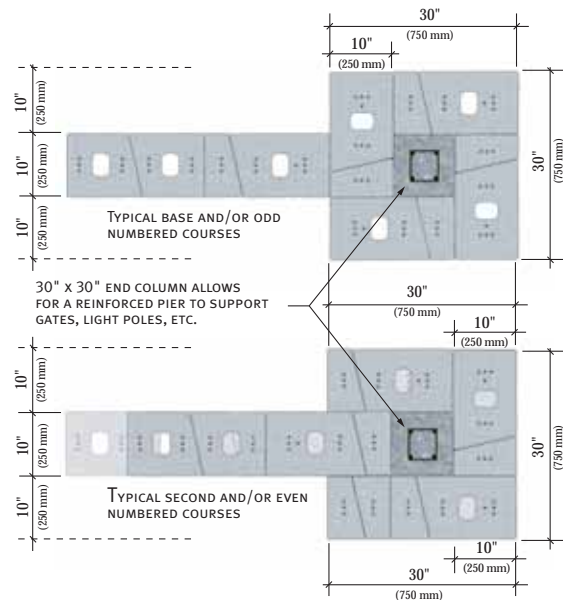 30"
(750 mm)
10"
(250 mm)
10"
(250 mm)
10"
(250 mm)
10"
(250 mm)
30"
(750 mm)
TYPICAL BASE AND/OR ODD
NUMBERED COURSES
30" X 30" END COLUMN ALLOWS
FOR A REINFORCED PIER TO SUPPORT
GATES, LIGHT POLES, ETC.
30"
(750 mm)
10"
(250 mm)
10"
(250 mm)
10"
(250 mm)
10"
(250 mm)
30"
(750 mm)
TYPICAL SECOND AND/OR EVEN
NUMBERED COURSES
10"
(250 mm)
30"
(750 mm)